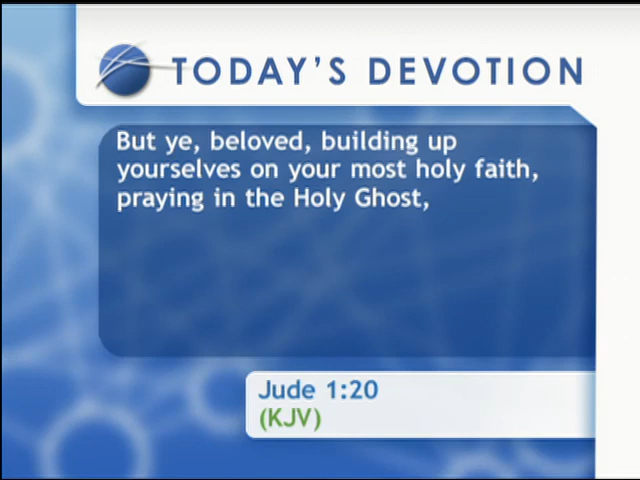 TODAY'S DEVOTION
But ye, beloved, building up
yourselves on your most holy faith,
praying in the Holy Ghost,
Jude 1:20
(KJV)